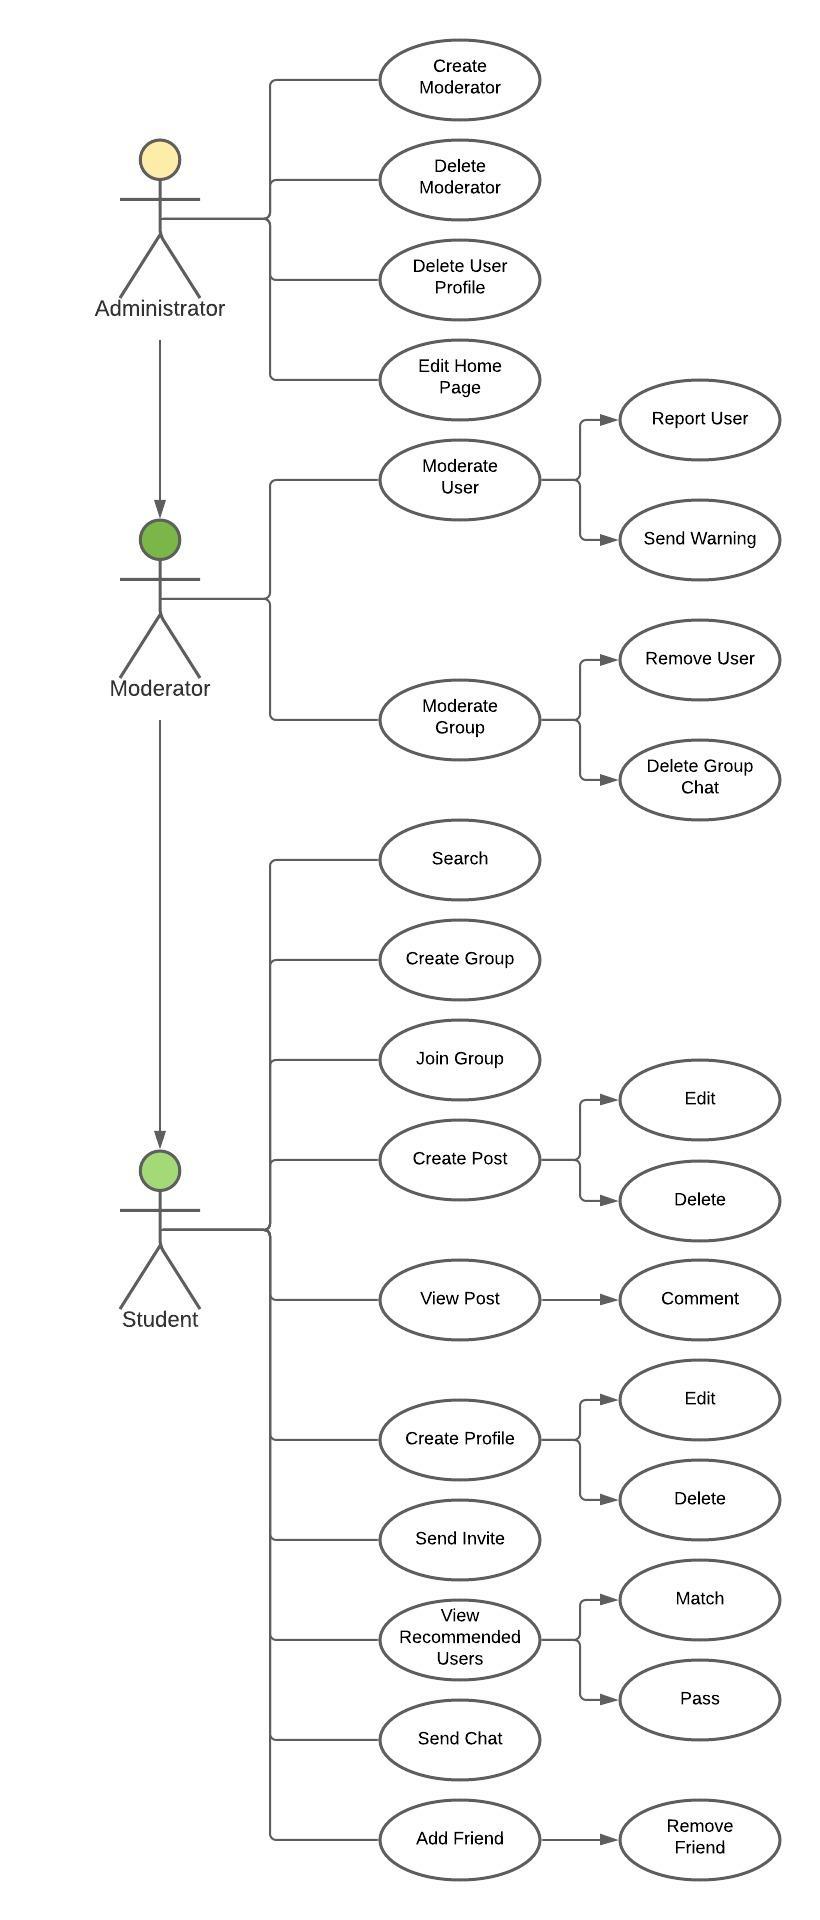 Create
Moderator
Delete
Moderator
Delete User
Profile
Administrator
Edit Home
Page
Report User
Moderate
User
Send Warning
Remove User
Moderator
Moderate
Group
Delete Group
Chat
Search
Create Group
Join Group
Edit
Create Post
Delete
View Post
Comment
Student
Edit
Create Profile
Delete
Send Invite
Match
View
Recommended
Users
Pass
Send Chat
Add Friend
Remove
Friend